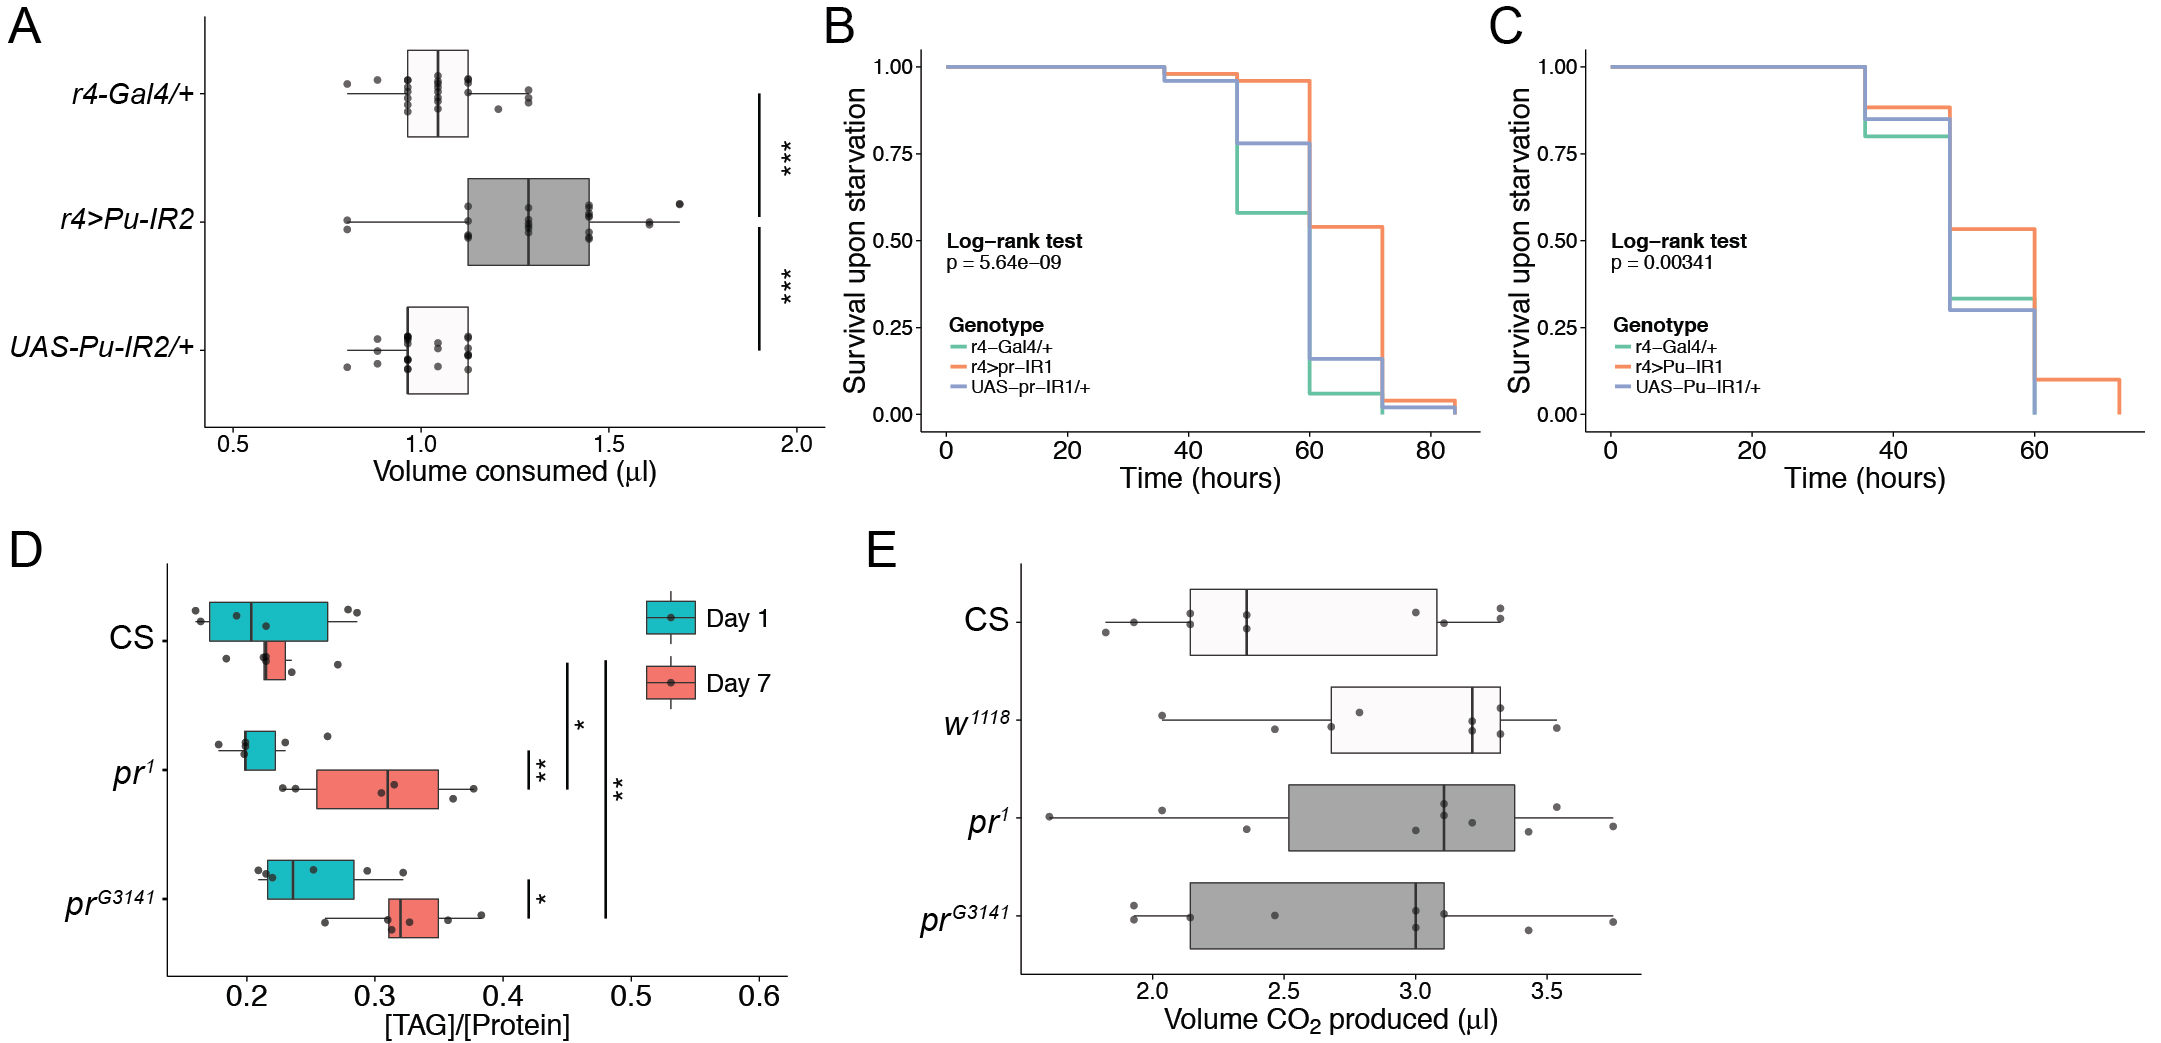 A
r4-Gal4/+
r4>Pu-IR2
UAS-Pu-IR2/+
***
***
0.5 1.0 1.5 2.0
Volume consumed (μl)
B
Survival upon starvation
1.00
0.75
0.50
0.25
0.00
Log–rank test
p = 5.64e–09
Genotype
r4–Gal4/+
r4>pr–IR1
UAS–pr–IR1/+
0 20 40 60 80
Time (hours)
C
Survival upon starvation
1.00
0.75
0.50
0.25
0.00
Log–rank test
p = 0.00341
Genotype
r4–Gal4/+
r4>Pu–IR1
UAS–Pu–IR1/+
0 20 40 60
Time (hours)
D
CS
pr1
prG3141
Day 1
Day 7
*
**
**
*
0.2 0.3 0.4 0.5 0.6
[TAG]/[Protein]
E
CS
w1118
pr1
prG3141
2.0 2.5 3.0 3.5
Volume CO2 produced (μl)